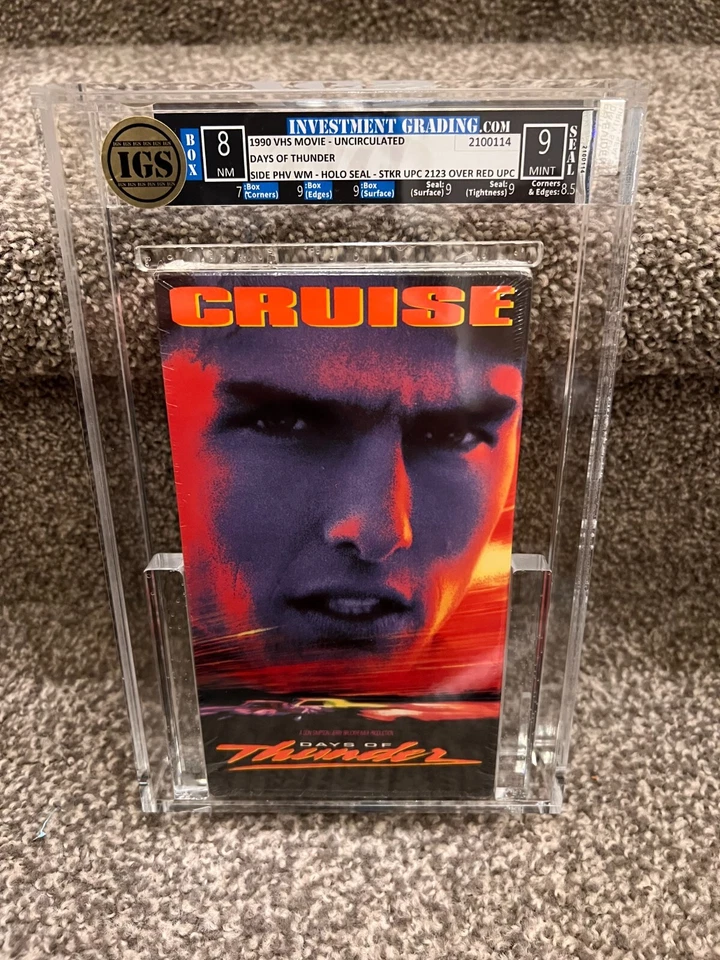 INVESTMENT GRADING.COM
IGS
BOX
8
NM
1990 VHS MOVIE - UNCIRCULATED
2100114
DAYS OF THUNDER
SIDE PHV WM - HOLO SEAL - STKR UPC 2123 OVER RED UPC
9
MINT
SEAL
2100114
7 :Box (Corners)
9 :Box (Edges)
9 :Box (Surface)
Seal: (Surface) 9
Seal: (Tightness) 9
Corners & Edges: 8.5
CRUISE
DAYS OF
Thunder